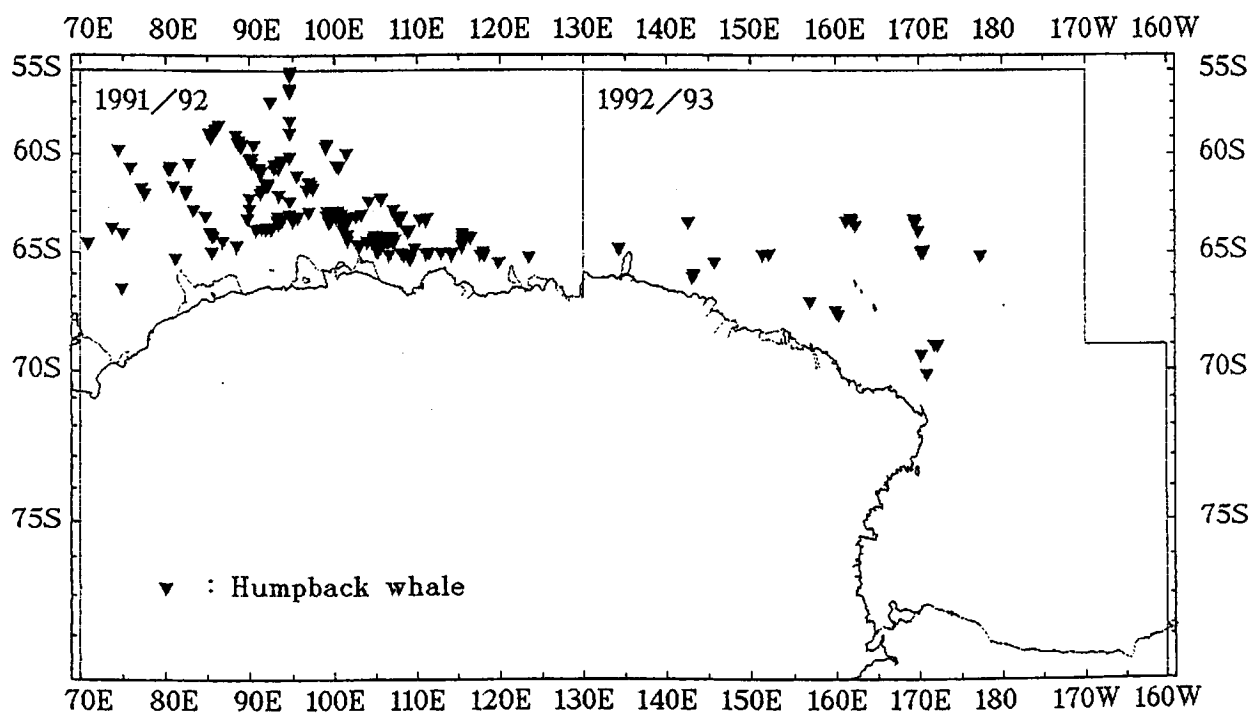 70E 80E 90E 100E 110E 120E 130E 140E 150E 160E 170E 180 170W 160W
55S 55S
1991/92 1992/93
60S 60S
65S 65S
70S 70S
75S 75S
▼ : Humpback whale
70E 80E 90E 100E 110E 120E 130E 140E 150E 160E 170E 180 170W 160W